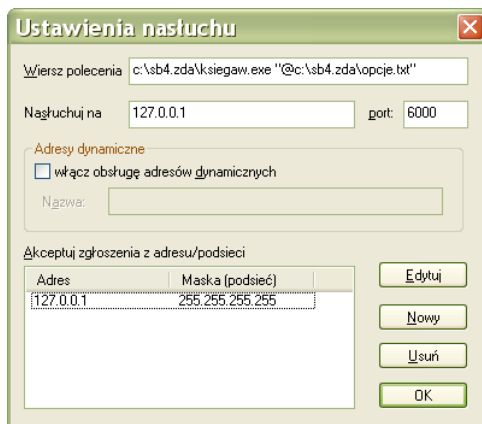 Ustawienia nasłuchu
Wiersz polecenia c:\sb4.zda\ksiegaw.exe "@c:\sb4.zda\opcje.txt"
Nasłuchuj na 127.0.0.1 port: 6000
Adresy dynamiczne
włącz obsługę adresów dynamicznych
Nazwa:
Akceptuj zgłoszenia z adresu/podsieci
Adres Maska (podsieć)
127.0.0.1 255.255.255.255
Edytuj
Nowy
Usuń
OK